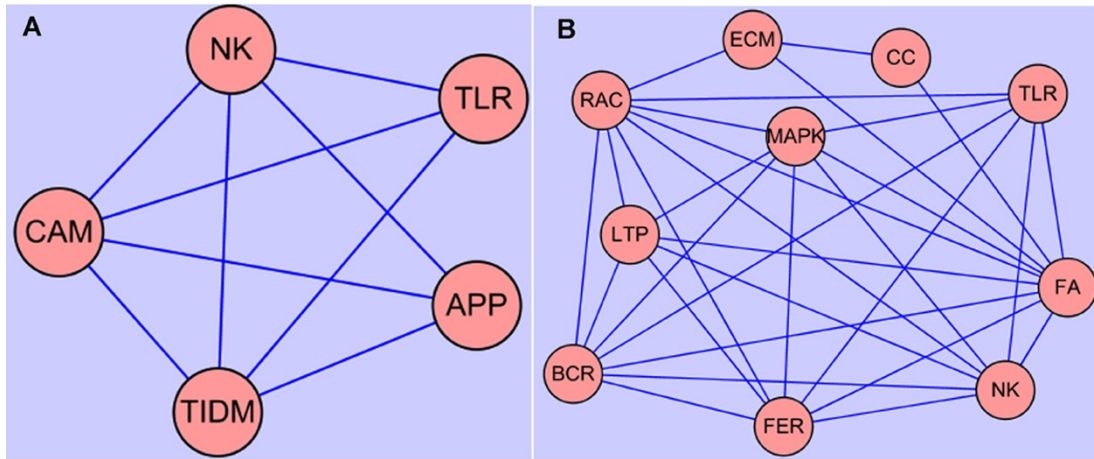 A
NK
TLR
CAM
APP
TIDM
B
ECM
CC
RAC
TLR
MAPK
LTP
FA
BCR
NK
FER